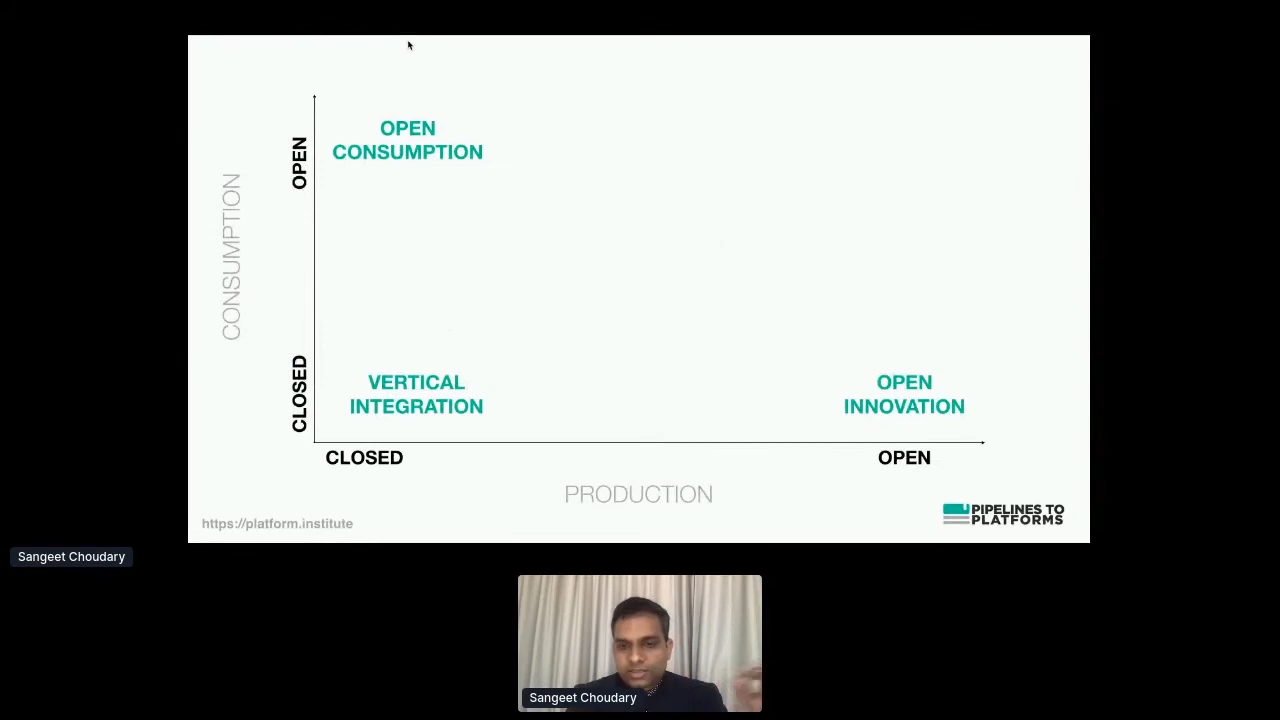 OPEN
CONSUMPTION
OPEN
CONSUMPTION
VERTICAL
INTEGRATION
OPEN
INNOVATION
CLOSED
CLOSED
OPEN
PRODUCTION
https://platform.institute
PIPELINES TO
PLATFORMS
Sangeet Choudary
Sangeet Choudary